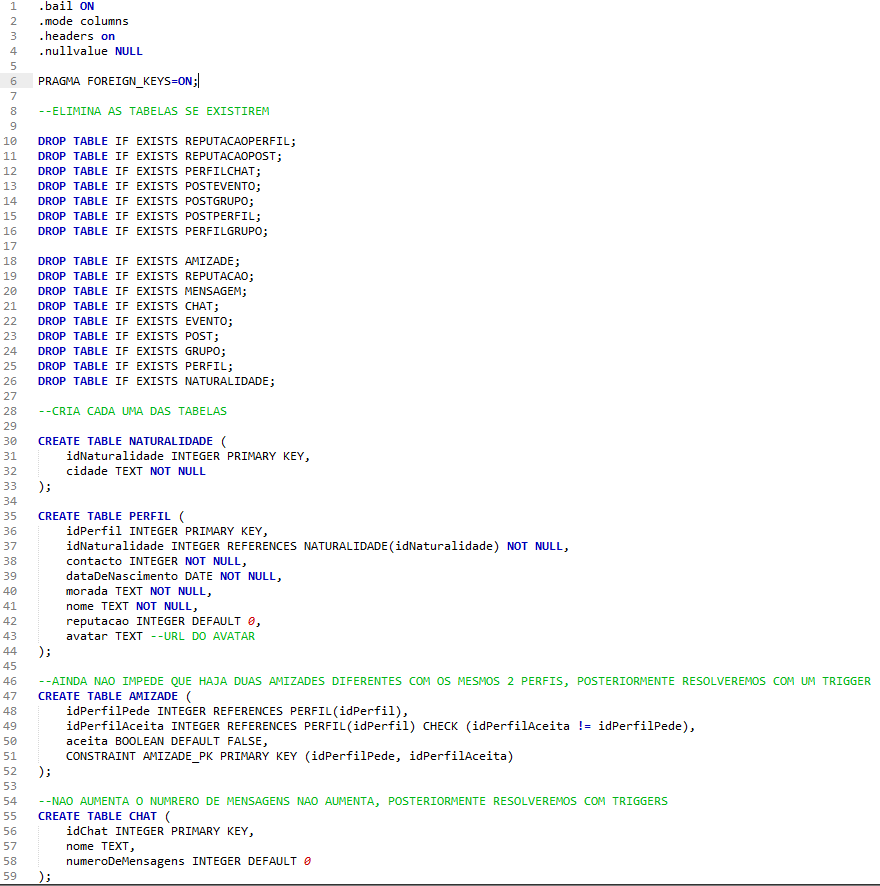 1 .bail ON
2 .mode columns
3 .headers on
4 .nullvalue NULL
5
6 PRAGMA FOREIGN_KEYS=ON;
7
8 --ELIMINA AS TABELAS SE EXISTIREM
9
10 DROP TABLE IF EXISTS REPUTACAOPERFIL;
11 DROP TABLE IF EXISTS REPUTACAOPOST;
12 DROP TABLE IF EXISTS PERFILCHAT;
13 DROP TABLE IF EXISTS POSTEVENTO;
14 DROP TABLE IF EXISTS POSTGRUPO;
15 DROP TABLE IF EXISTS POSTPERFIL;
16 DROP TABLE IF EXISTS PERFILGRUPO;
17
18 DROP TABLE IF EXISTS AMIZADE;
19 DROP TABLE IF EXISTS REPUTACAO;
20 DROP TABLE IF EXISTS MENSAGEM;
21 DROP TABLE IF EXISTS CHAT;
22 DROP TABLE IF EXISTS EVENTO;
23 DROP TABLE IF EXISTS POST;
24 DROP TABLE IF EXISTS GRUPO;
25 DROP TABLE IF EXISTS PERFIL;
26 DROP TABLE IF EXISTS NATURALIDADE;
27
28 --CRIA CADA UMA DAS TABELAS
29
30 CREATE TABLE NATURALIDADE (
31     idNaturalidade INTEGER PRIMARY KEY,
32     cidade TEXT NOT NULL
33 );
34
35 CREATE TABLE PERFIL (
36     idPerfil INTEGER PRIMARY KEY,
37     idNaturalidade INTEGER REFERENCES NATURALIDADE(idNaturalidade) NOT NULL,
38     contacto INTEGER NOT NULL,
39     dataDeNascimento DATE NOT NULL,
40     morada TEXT NOT NULL,
41     nome TEXT NOT NULL,
42     reputacao INTEGER DEFAULT 0,
43     avatar TEXT --URL DO AVATAR
44 );
45
46 --AINDA NAO IMPEDE QUE HAJA DUAS AMIZADES DIFERENTES COM OS MESMOS 2 PERFIS, POSTERIORMENTE RESOLVEREMOS COM UM TRIGGER
47 CREATE TABLE AMIZADE (
48     idPerfilPede INTEGER REFERENCES PERFIL(idPerfil),
49     idPerfilAceita INTEGER REFERENCES PERFIL(idPerfil) CHECK (idPerfilAceita != idPerfilPede),
50     aceita BOOLEAN DEFAULT FALSE,
51     CONSTRAINT AMIZADE_PK PRIMARY KEY (idPerfilPede, idPerfilAceita)
52 );
53
54 --NAO AUMENTA O NUMRERO DE MENSAGENS NAO AUMENTA, POSTERIORMENTE RESOLVEREMOS COM TRIGGERS
55 CREATE TABLE CHAT (
56     idChat INTEGER PRIMARY KEY,
57     nome TEXT,
58     numeroDeMensagens INTEGER DEFAULT 0
59 );